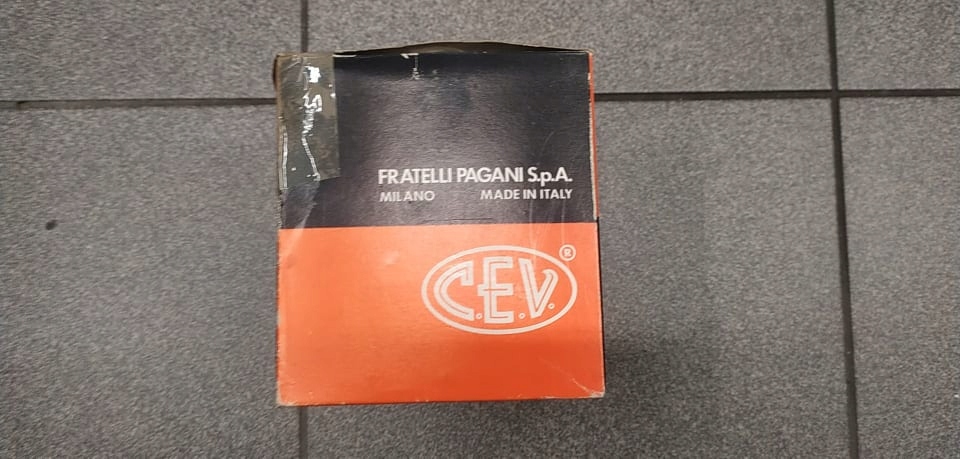 FRATELLI PAGANI S.p.A.
MILANO MADE IN ITALY
®
C.E.V.